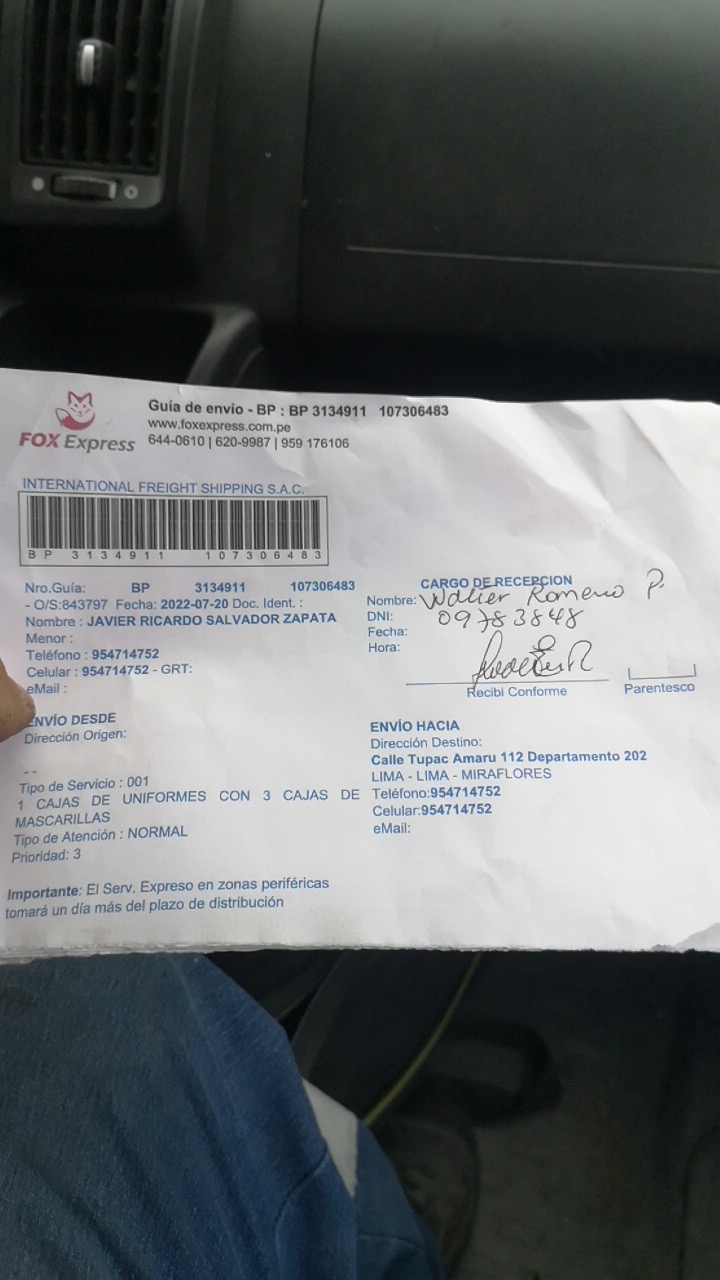 FOX Express
Guía de envío - BP : BP 3134911 107306483
www.foxexpress.com.pe
644-0610 | 620-9987 | 959 176106
INTERNATIONAL FREIGHT SHIPPING S.A.C.
BP 3134911 107306483
Nro.Guía: BP 3134911 107306483
- O/S:843797 Fecha: 2022-07-20 Doc. Ident. :
Nombre : JAVIER RICARDO SALVADOR ZAPATA
Menor :
Teléfono : 954714752
Celular : 954714752 - GRT:
eMail :
CARGO DE RECEPCION
Nombre: Walter Romero P.
DNI: 09783848
Fecha:
Hora:
Recibi Conforme
Parentesco
ENVÍO DESDE
Dirección Origen:
--
Tipo de Servicio : 001
1 CAJAS DE UNIFORMES CON 3 CAJAS DE
MASCARILLAS
Tipo de Atención : NORMAL
Prioridad: 3
ENVÍO HACIA
Dirección Destino:
Calle Tupac Amaru 112 Departamento 202
LIMA - LIMA - MIRAFLORES
Teléfono:954714752
Celular:954714752
eMail:
Importante: El Serv. Expreso en zonas periféricas
tomará un día más del plazo de distribución